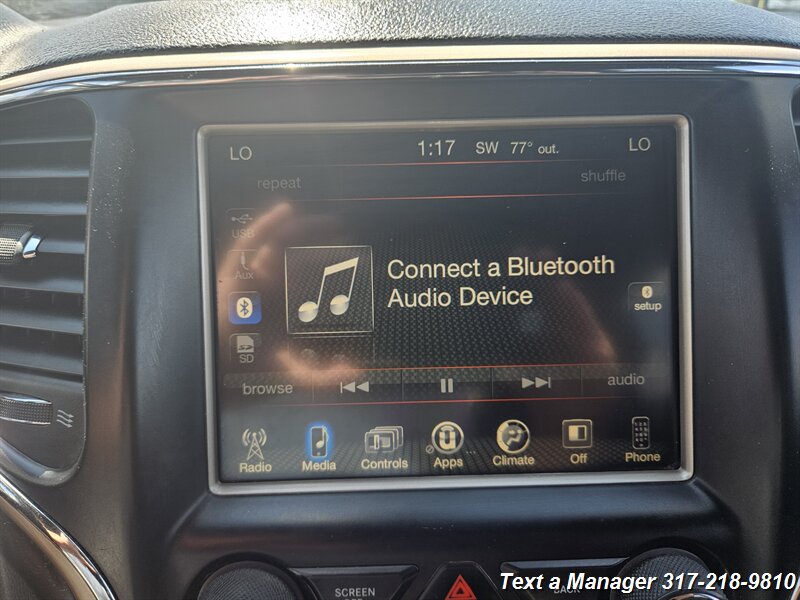 LO 1:17 SW 77° out. LO
repeat shuffle
USB
Aux
Connect a Bluetooth
Audio Device
setup
SD
browse audio
Radio Media Controls Apps Climate Off Phone
SCREEN
BACK
Text a Manager 317-218-9810